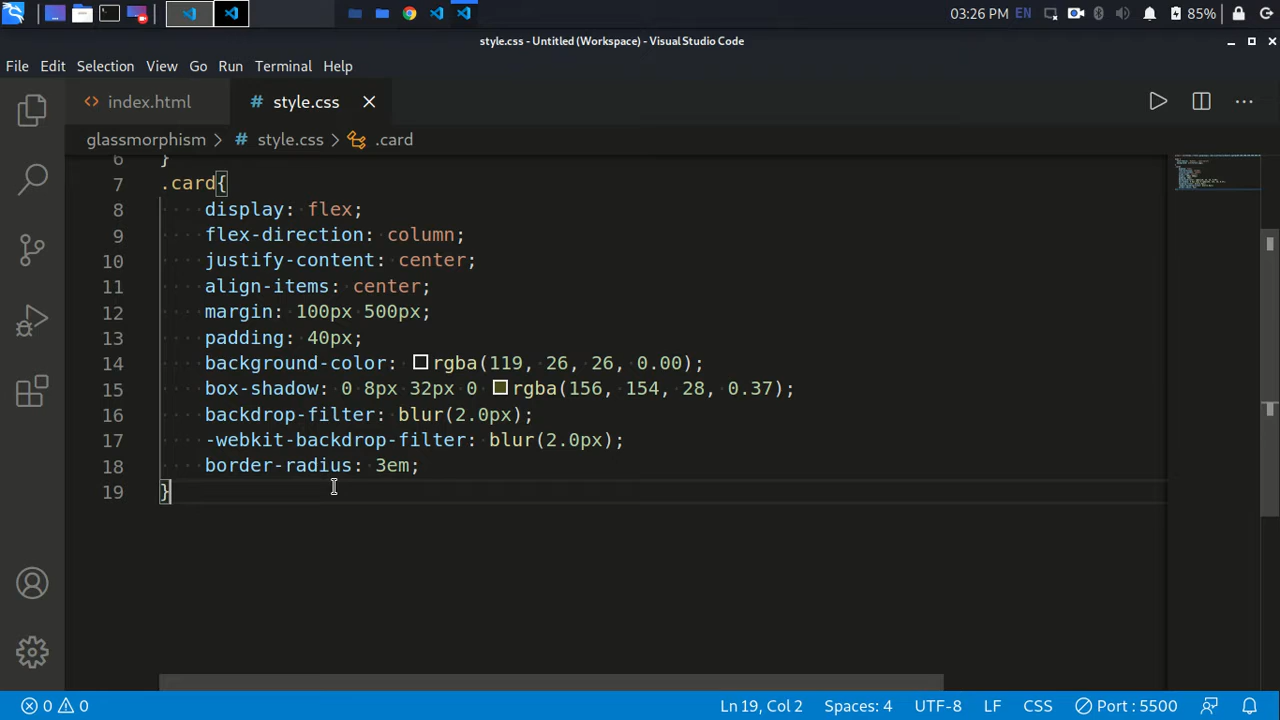 03:26 PM EN 85%
style.css - Untitled (Workspace) - Visual Studio Code
File Edit Selection View Go Run Terminal Help
index.html style.css
glassmorphism > style.css > .card
6 }
7 .card{
8 display: flex;
9 flex-direction: column;
10 justify-content: center;
11 align-items: center;
12 margin: 100px 500px;
13 padding: 40px;
14 background-color: rgba(119, 26, 26, 0.00);
15 box-shadow: 0 8px 32px 0 rgba(156, 154, 28, 0.37);
16 backdrop-filter: blur(2.0px);
17 -webkit-backdrop-filter: blur(2.0px);
18 border-radius: 3em;
19 }
0 0 Ln 19, Col 2 Spaces: 4 UTF-8 LF CSS Port : 5500